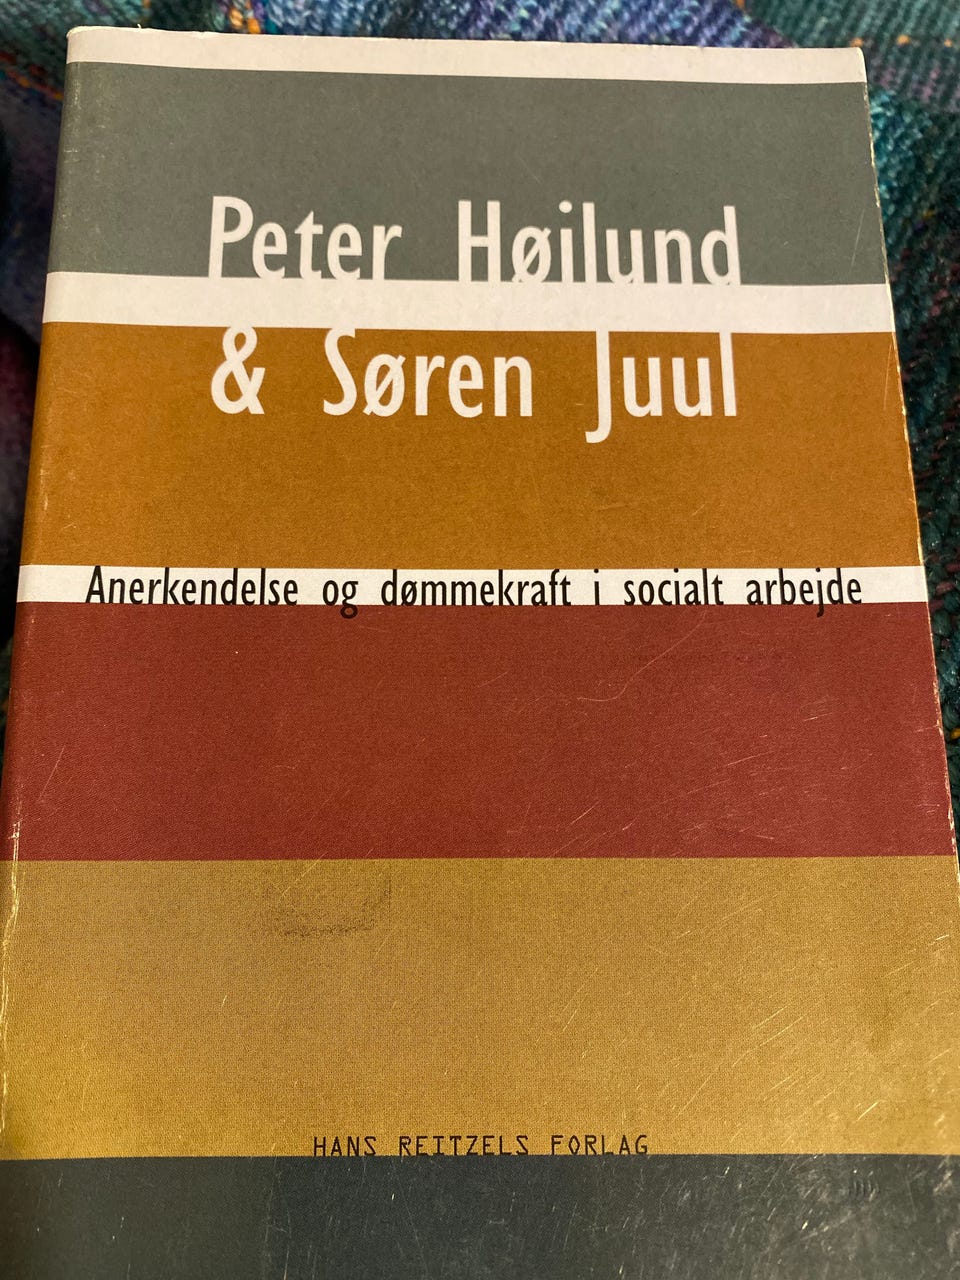 Peter Høilund
& Søren Juul
Anerkendelse og dømmekraft i socialt arbejde
HANS REITZELS FORLAG